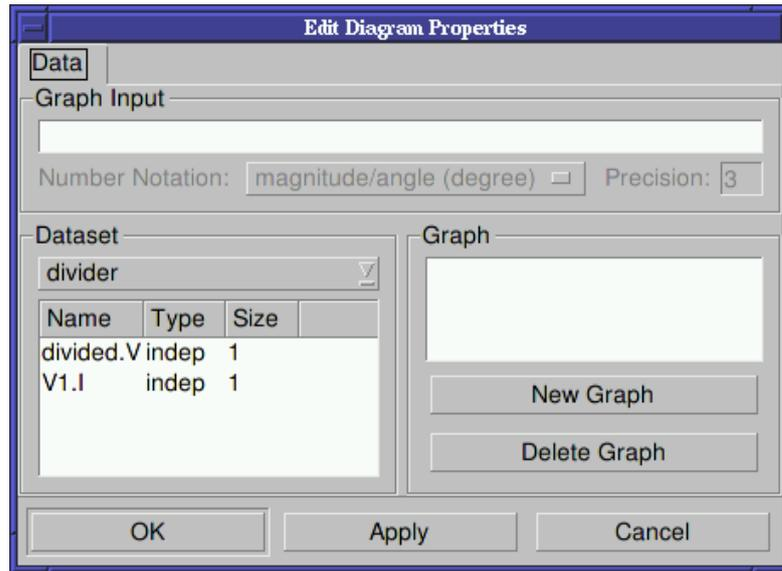 Edit Diagram Properties
Data
Graph Input
Number Notation: magnitude/angle (degree) Precision: 3
Dataset
divider
Name Type Size
divided.V indep 1
V1.I indep 1
Graph
New Graph
Delete Graph
OK Apply Cancel